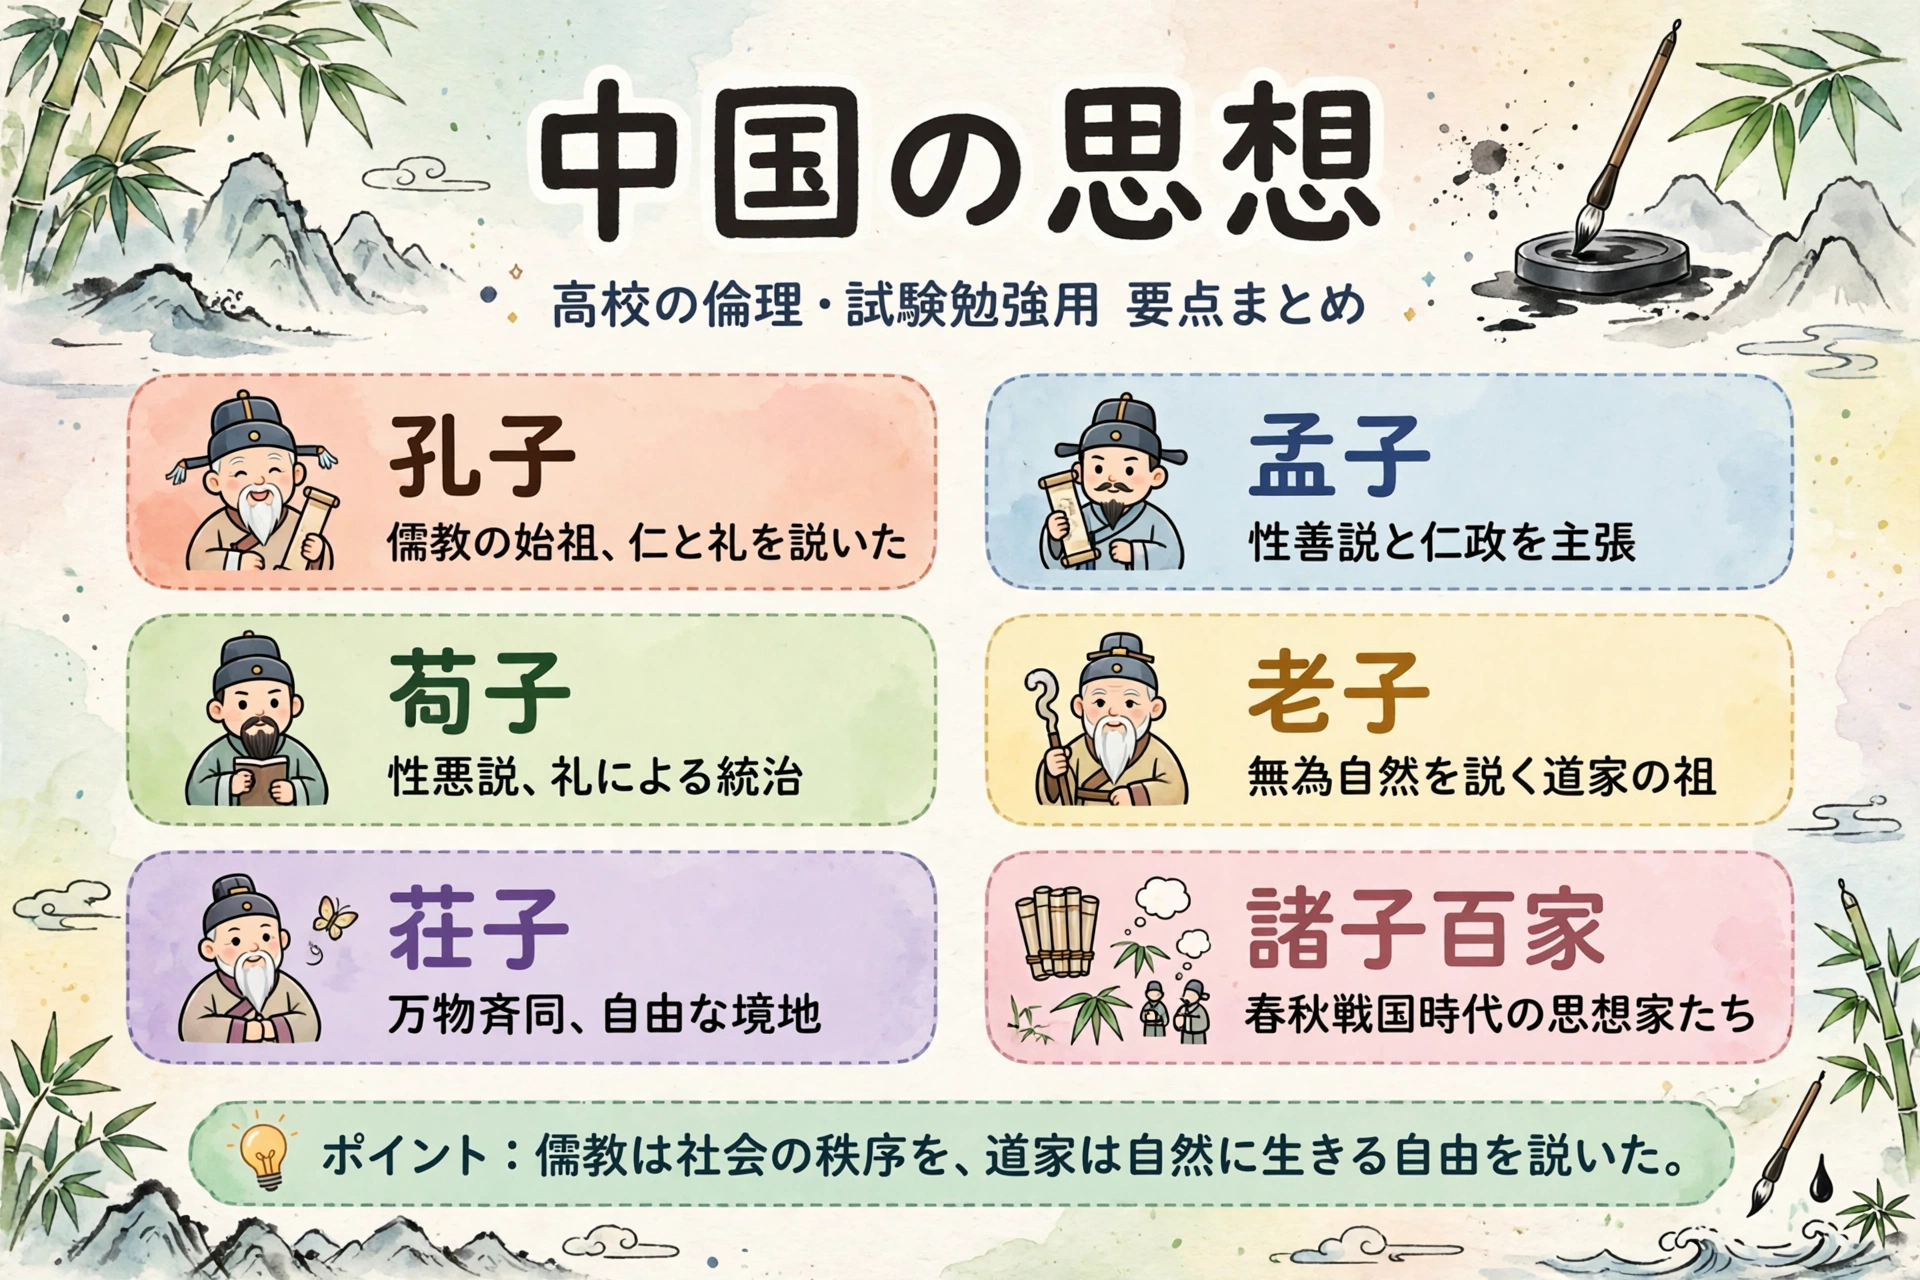 中国の思想
高校の倫理・試験勉強用 要点まとめ
孔子
儒教の始祖、仁と礼を説いた
孟子
性善説と仁政を主張
荀子
性悪説、礼による統治
老子
無為自然を説く道家の祖
荘子
万物斉同、自由な境地
諸子百家
春秋戦国時代の思想家たち
ポイント：儒教は社会の秩序を、道家は自然に生きる自由を説いた。